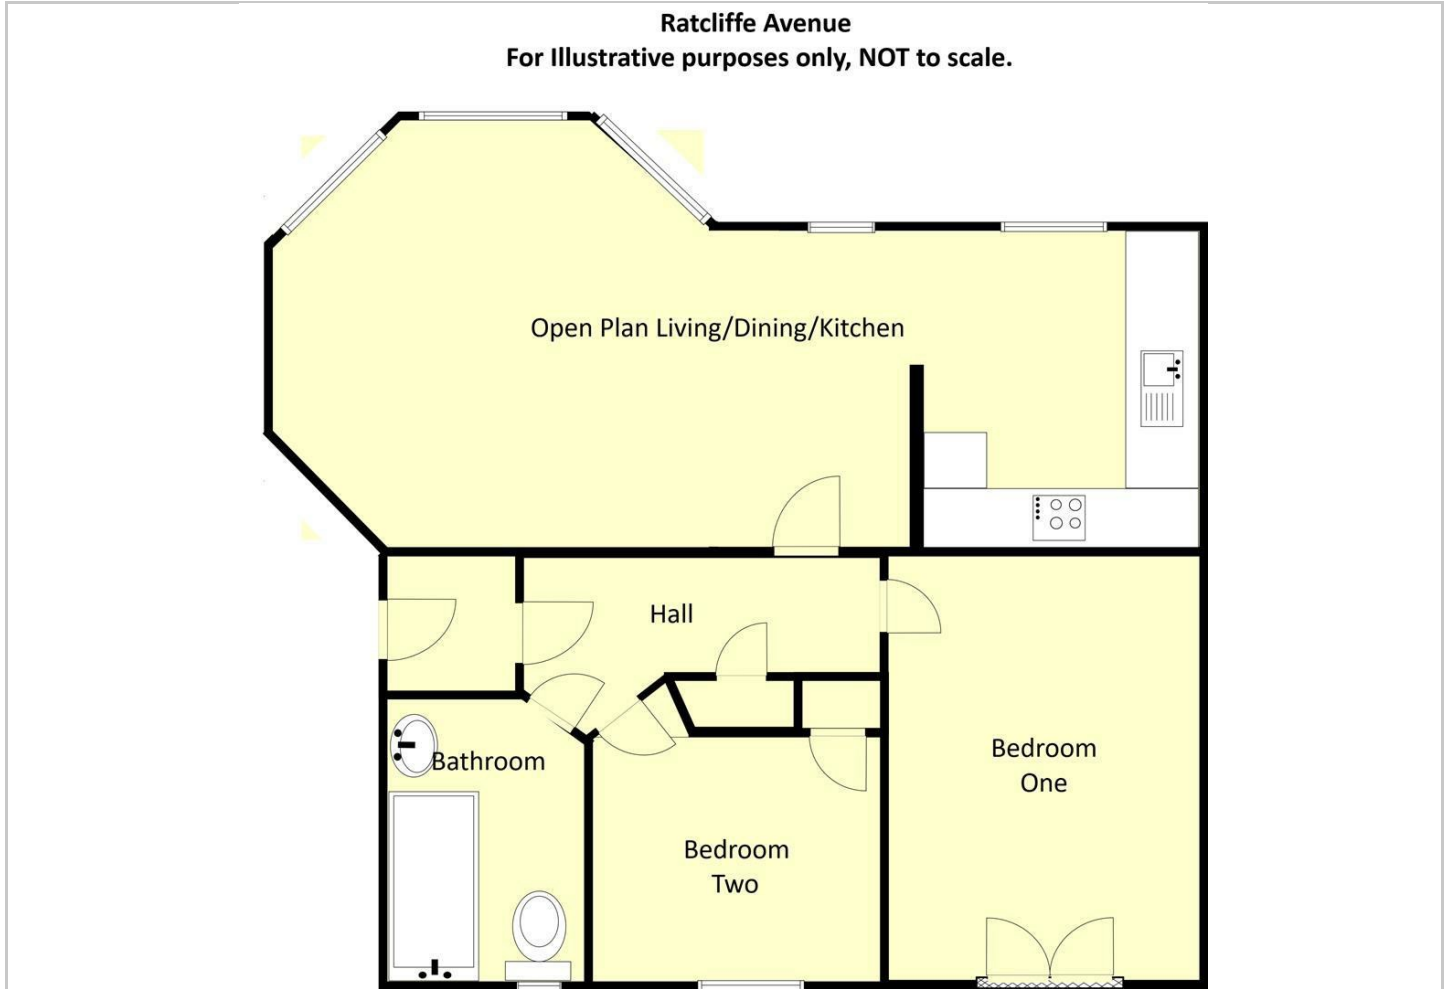 Ratcliffe Avenue
For Illustrative purposes only, NOT to scale.
Open Plan Living/Dining/Kitchen
Hall
Bathroom
Bedroom
One
Bedroom
Two